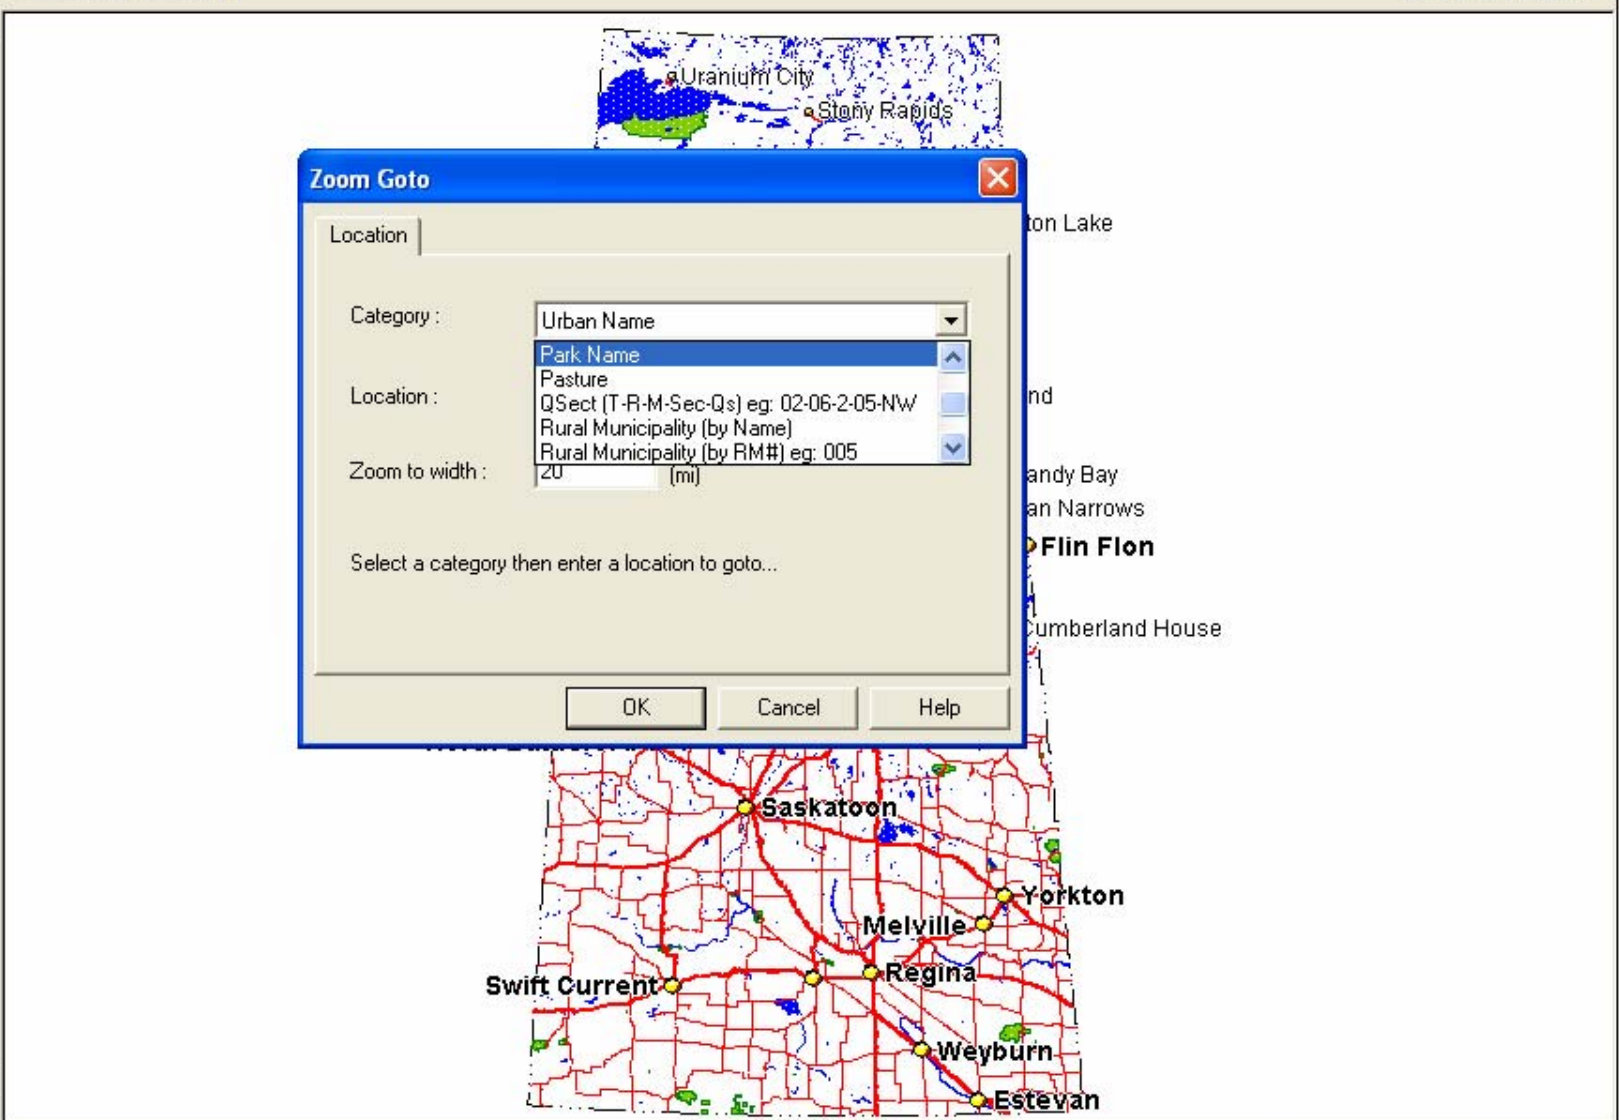 Uranium City
Stony Rapids
Zoom Goto
Location
ton Lake
Category :
Urban Name
Park Name
Pasture
QSect (T-R-M-Sec-Qs) eg: 02-06-2-05-NW
Rural Municipality (by Name)
Rural Municipality (by RM#) eg: 005
Location :
nd
Zoom to width :
20
(mi)
andy Bay
an Narrows
Flin Flon
Select a category then enter a location to goto...
Cumberland House
OK
Cancel
Help
Saskatoon
Yorkton
Melville
Regina
Swift Current
Weyburn
Estevan